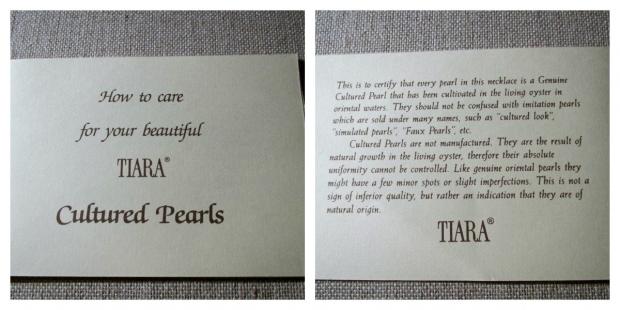 How to care
for your beautiful
TIARA®
Cultured Pearls
This is to certify that every pearl in this necklace is a Genuine
Cultured Pearl that has been cultivated in the living oyster in
oriental waters. They should not be confused with imitation pearls
which are sold under many names, such as "cultured look",
"simulated pearls", "Faux Pearls", etc.
Cultured Pearls are not manufactured. They are the result of
natural growth in the living oyster, therefore their absolute
uniformity cannot be controlled. Like genuine oriental pearls they
might have a few minor spots or slight imperfections. This is not a
sign of inferior quality, but rather an indication that they are of
natural origin.
TIARA®